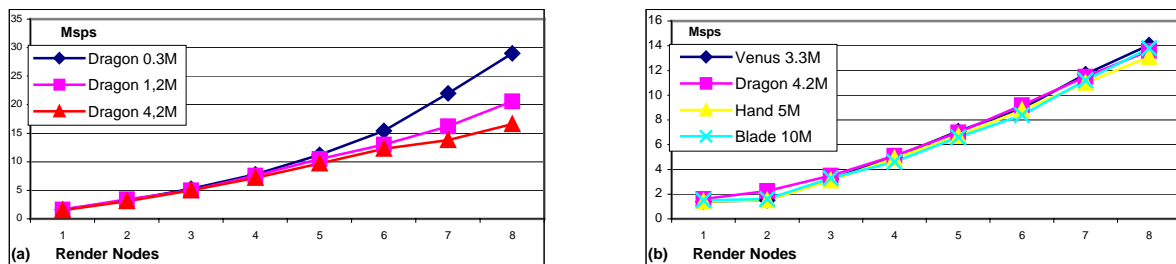 35
Msps
30
Dragon 0.3M
25
Dragon 1,2M
20
Dragon 4,2M
15
10
5
0
1 2 3 4 5 6 7 8
(a) Render Nodes
16
Msps
14
Venus 3.3M
12
Dragon 4.2M
10
Hand 5M
8
Blade 10M
6
4
2
0
1 2 3 4 5 6 7 8
(b) Render Nodes